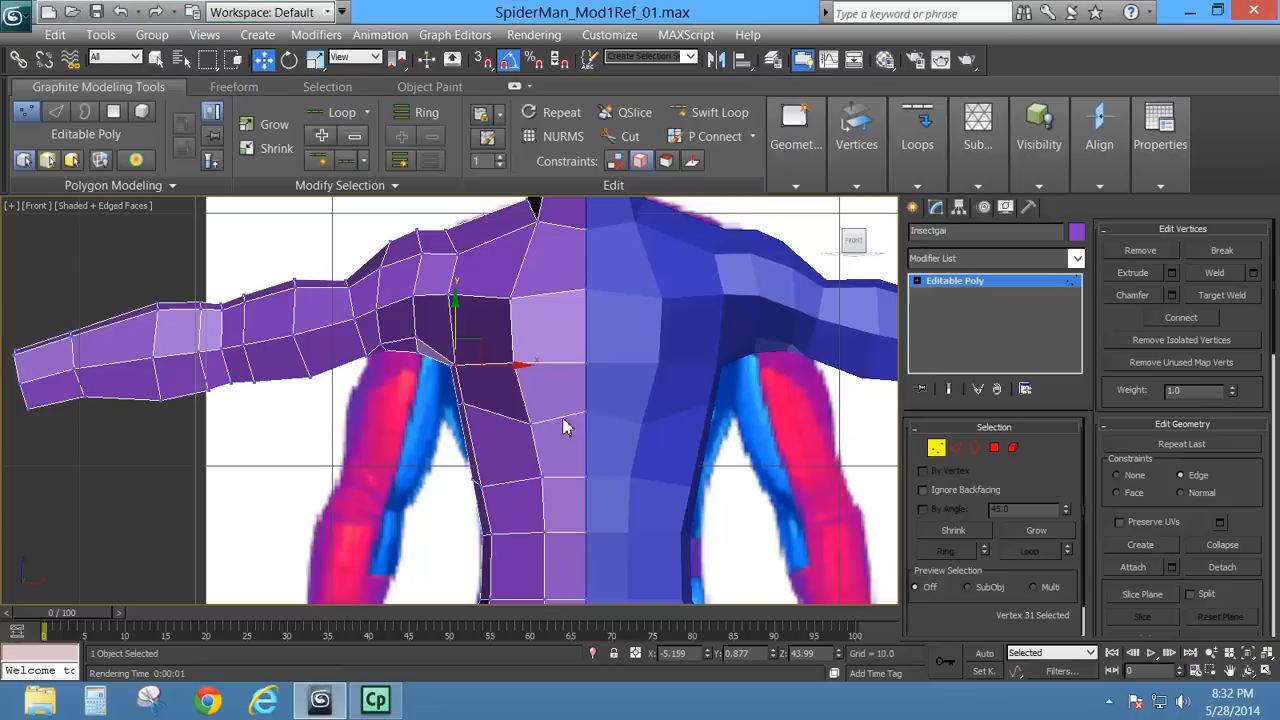 Workspace: Default
SpiderMan_Mod1Ref_01.max
Type a keyword or phrase
Edit Tools Group Views Create Modifiers Animation Graph Editors Rendering Customize MAXScript Help
All View Create Selection Se
Graphite Modeling Tools Freeform Selection Object Paint
Loop Ring Repeat QSlice Swift Loop
Editable Poly Grow NURMS Cut P Connect
Shrink 1 Constraints:
Geomet... Vertices Loops Sub... Visibility Align Properties
Polygon Modeling Modify Selection Edit
[+] [Front] [Shaded + Edged Faces]
FRONT
y
x
Insectgai
Modifier List
Editable Poly
Selection
By Vertex
Ignore Backfacing
By Angle: 45.0
Shrink Grow
Ring Loop
Preview Selection
Off SubObj Multi
Vertex 31 Selected
Edit Vertices
Remove Break
Extrude Weld
Chamfer Target Weld
Connect
Remove Isolated Vertices
Remove Unused Map Verts
Weight: 1.0
Edit Geometry
Repeat Last
Constraints
None Edge
Face Normal
Preserve UVs
Create Collapse
Attach Detach
Slice Plane Split
Slice Reset Plane
0 / 100
0 5 10 15 20 25 30 35 40 45 50 55 60 65 70 75 80 85 90 95 100
1 Object Selected X: -5.159 Y: 0.877 Z: 43.99 Grid = 10.0 Auto Selected
Welcome to Rendering Time 0:00:01 Add Time Tag Set K. Filters... 0
Cp
8:32 PM
5/28/2014